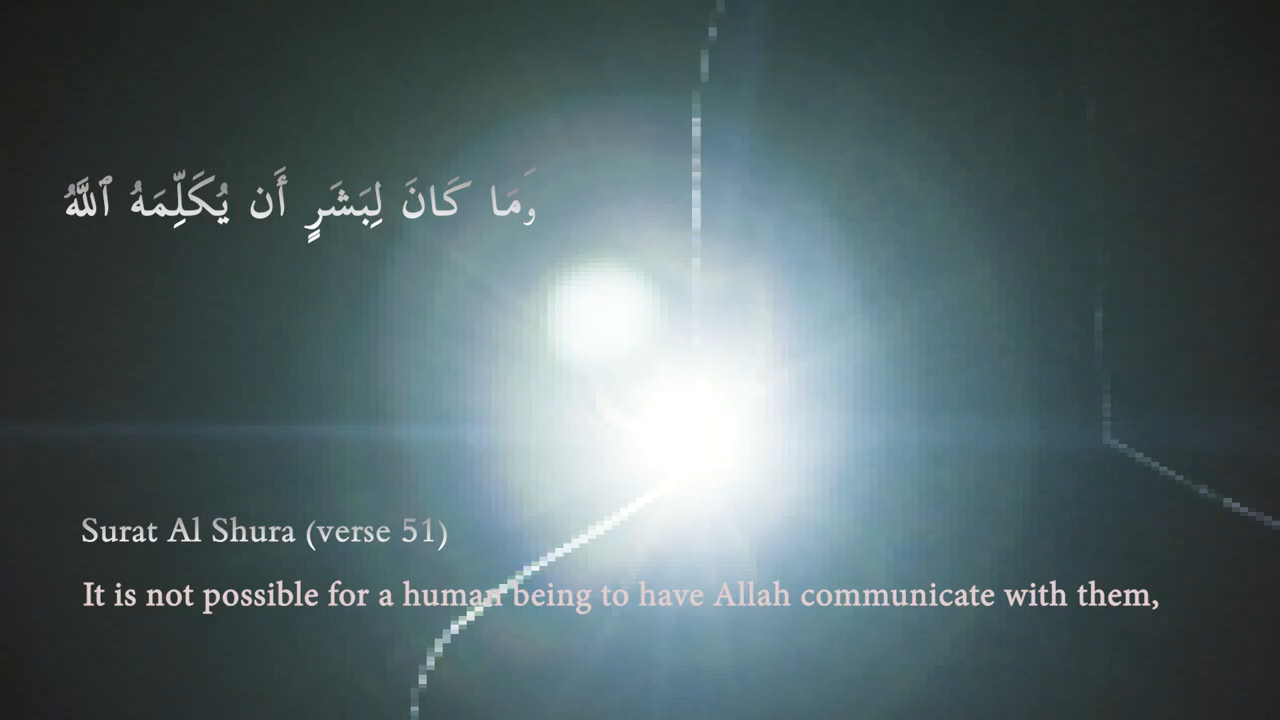 وَمَا كَانَ لِبَشَرٍ أَن يُكَلِّمَهُ ٱللَّهُ
Surat Al Shura (verse 51)
It is not possible for a human being to have Allah communicate with them,